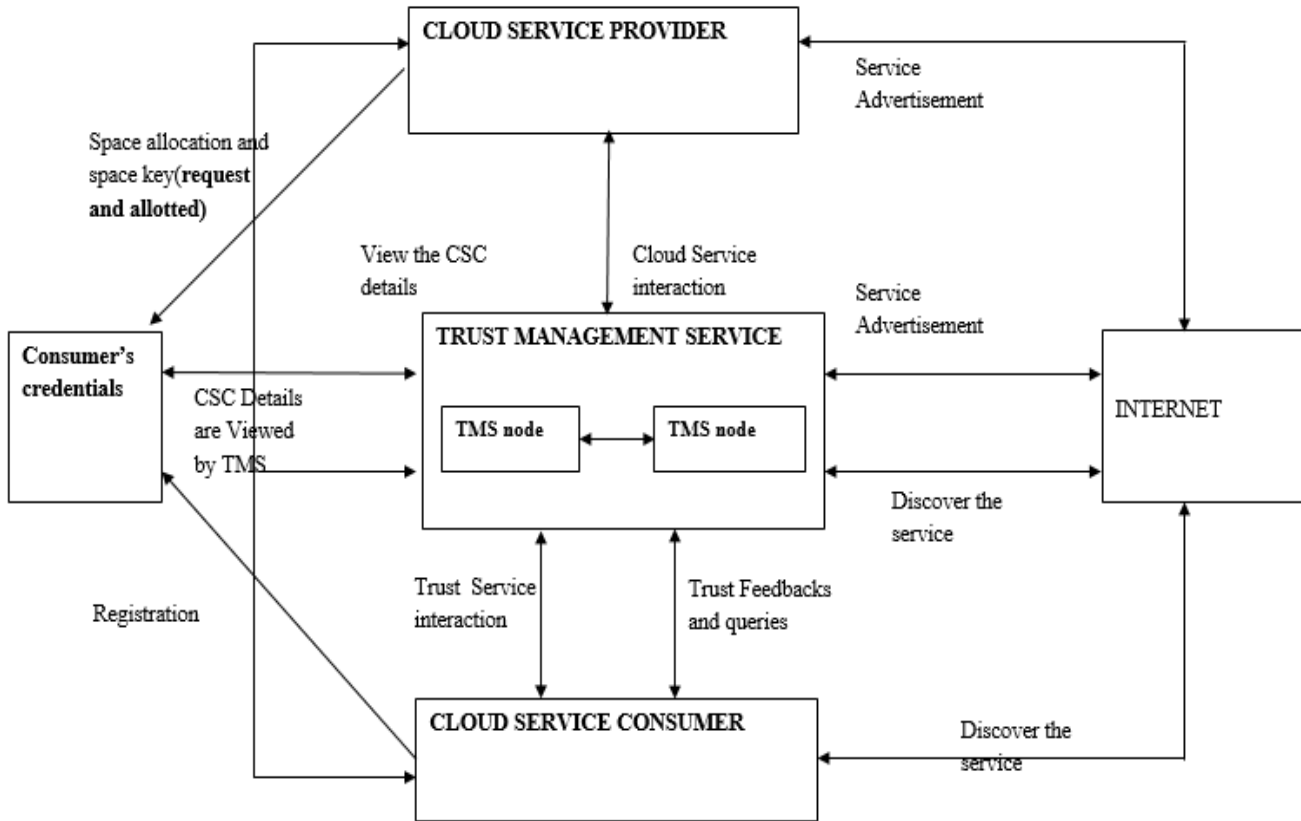 CLOUD SERVICE PROVIDER
Service
Advertisement
Space allocation and
space key(request
and allotted)
View the CSC
details
Cloud Service
interaction
Service
Advertisement
Consumer's
credentials
TRUST MANAGEMENT SERVICE
INTERNET
CSC Details
are Viewed
by TMS
TMS node
TMS node
Discover the
service
Registration
Trust Service
interaction
Trust Feedbacks
and queries
CLOUD SERVICE CONSUMER
Discover the
service